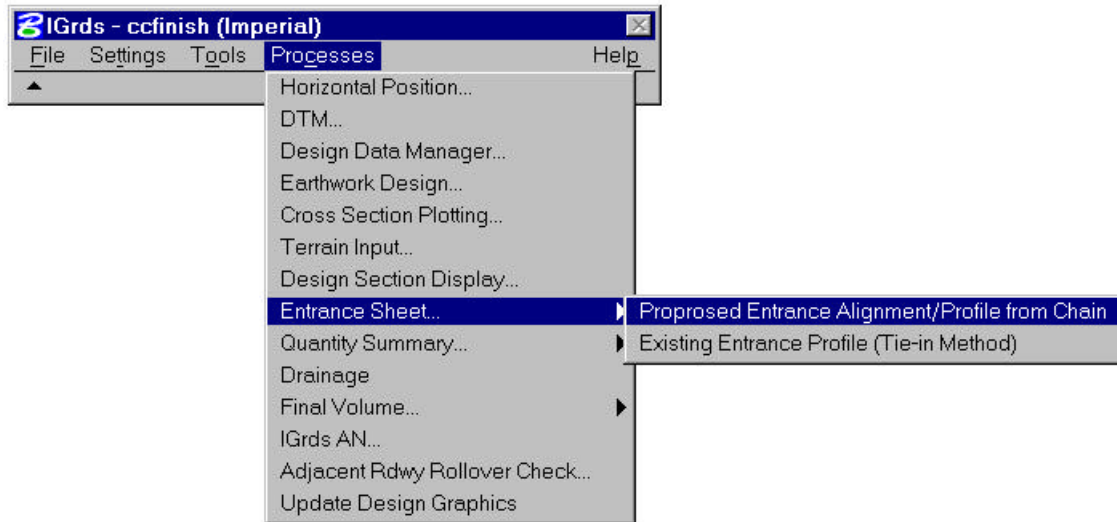 IGrds - ccfinish (Imperial)
File Settings Tools Processes Help
Horizontal Position...
DTM...
Design Data Manager...
Earthwork Design...
Cross Section Plotting...
Terrain Input...
Design Section Display...
Entrance Sheet...
Proprosed Entrance Alignment/Profile from Chain
Quantity Summary...
Existing Entrance Profile (Tie-in Method)
Drainage
Final Volume...
IGrds AN...
Adjacent Rdwy Rollover Check...
Update Design Graphics